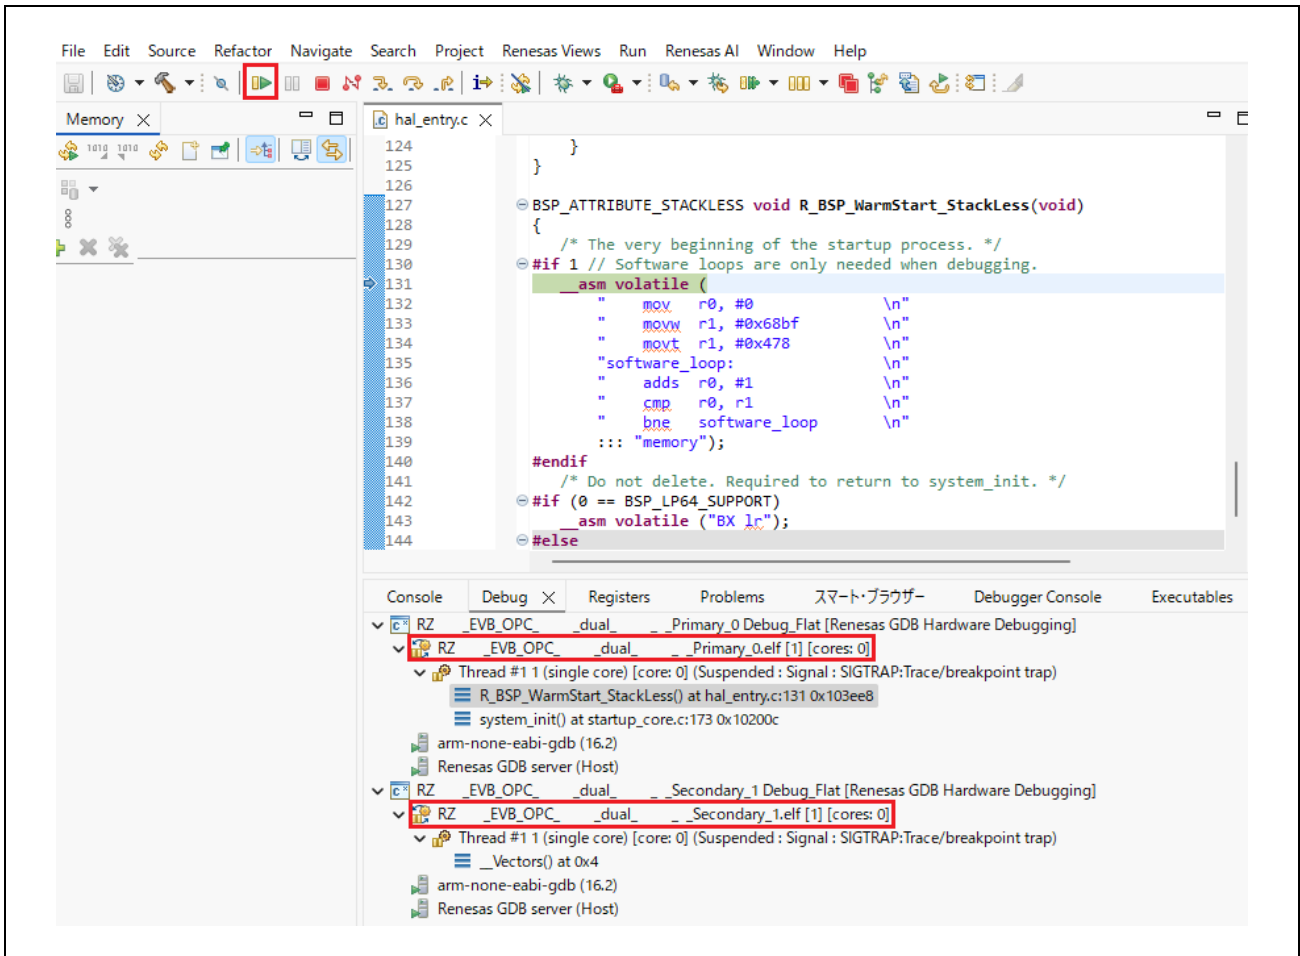 File Edit Source Refactor Navigate Search Project Renesas Views Run Renesas AI Window Help
Memory
hal_entry.c
124 }
125 }
126
127 BSP_ATTRIBUTE_STACKLESS void R_BSP_WarmStart_StackLess(void)
128 {
129 /* The very beginning of the startup process. */
130 #if 1 // Software loops are only needed when debugging.
131 __asm volatile (
132 " mov r0, #0 \n"
133 " movw r1, #0x68bf \n"
134 " movt r1, #0x478 \n"
135 "software_loop: \n"
136 " adds r0, #1 \n"
137 " cmp r0, r1 \n"
138 " bne software_loop \n"
139 ::: "memory");
140 #endif
141 /* Do not delete. Required to return to system_init. */
142 #if (0 == BSP_LP64_SUPPORT)
143 __asm volatile ("BX lr");
144 #else
Console Debug Registers Problems スマート・ブラウザー Debugger Console Executables
RZ _EVB_OPC_ _dual_ _ _Primary_0 Debug_Flat [Renesas GDB Hardware Debugging]
RZ _EVB_OPC_ _dual_ _ _Primary_0.elf [1] [cores: 0]
Thread #1 1 (single core) [core: 0] (Suspended : Signal : SIGTRAP:Trace/breakpoint trap)
R_BSP_WarmStart_StackLess() at hal_entry.c:131 0x103ee8
system_init() at startup_core.c:173 0x10200c
arm-none-eabi-gdb (16.2)
Renesas GDB server (Host)
RZ _EVB_OPC_ _dual_ _ _Secondary_1 Debug_Flat [Renesas GDB Hardware Debugging]
RZ _EVB_OPC_ _dual_ _ _Secondary_1.elf [1] [cores: 0]
Thread #1 1 (single core) [core: 0] (Suspended : Signal : SIGTRAP:Trace/breakpoint trap)
__Vectors() at 0x4
arm-none-eabi-gdb (16.2)
Renesas GDB server (Host)